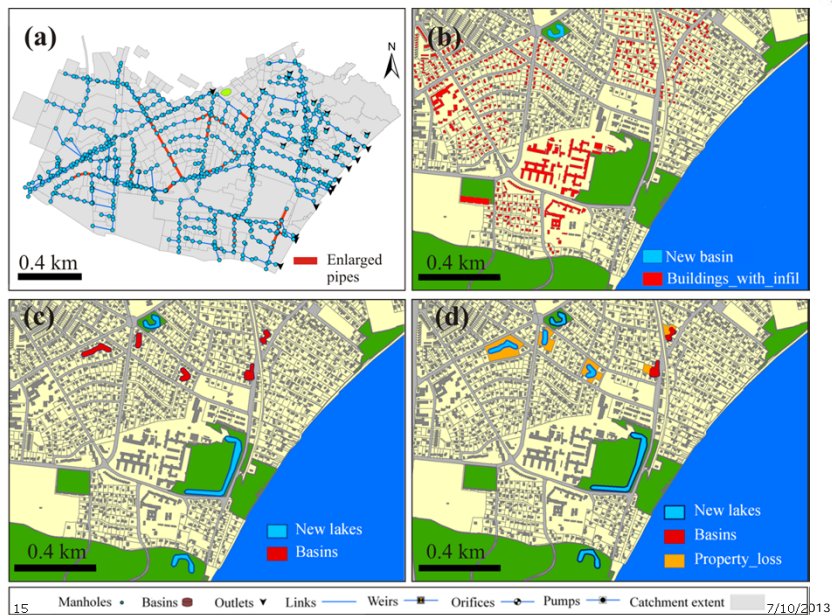 (a)
N
0.4 km
Enlarged
pipes
(b)
0.4 km
New basin
Buildings_with_infil
(c)
0.4 km
New lakes
Basins
(d)
0.4 km
New lakes
Basins
Property_loss
Manholes Basins Outlets Links Weirs Orifices Pumps Catchment extent
15 7/10/2013